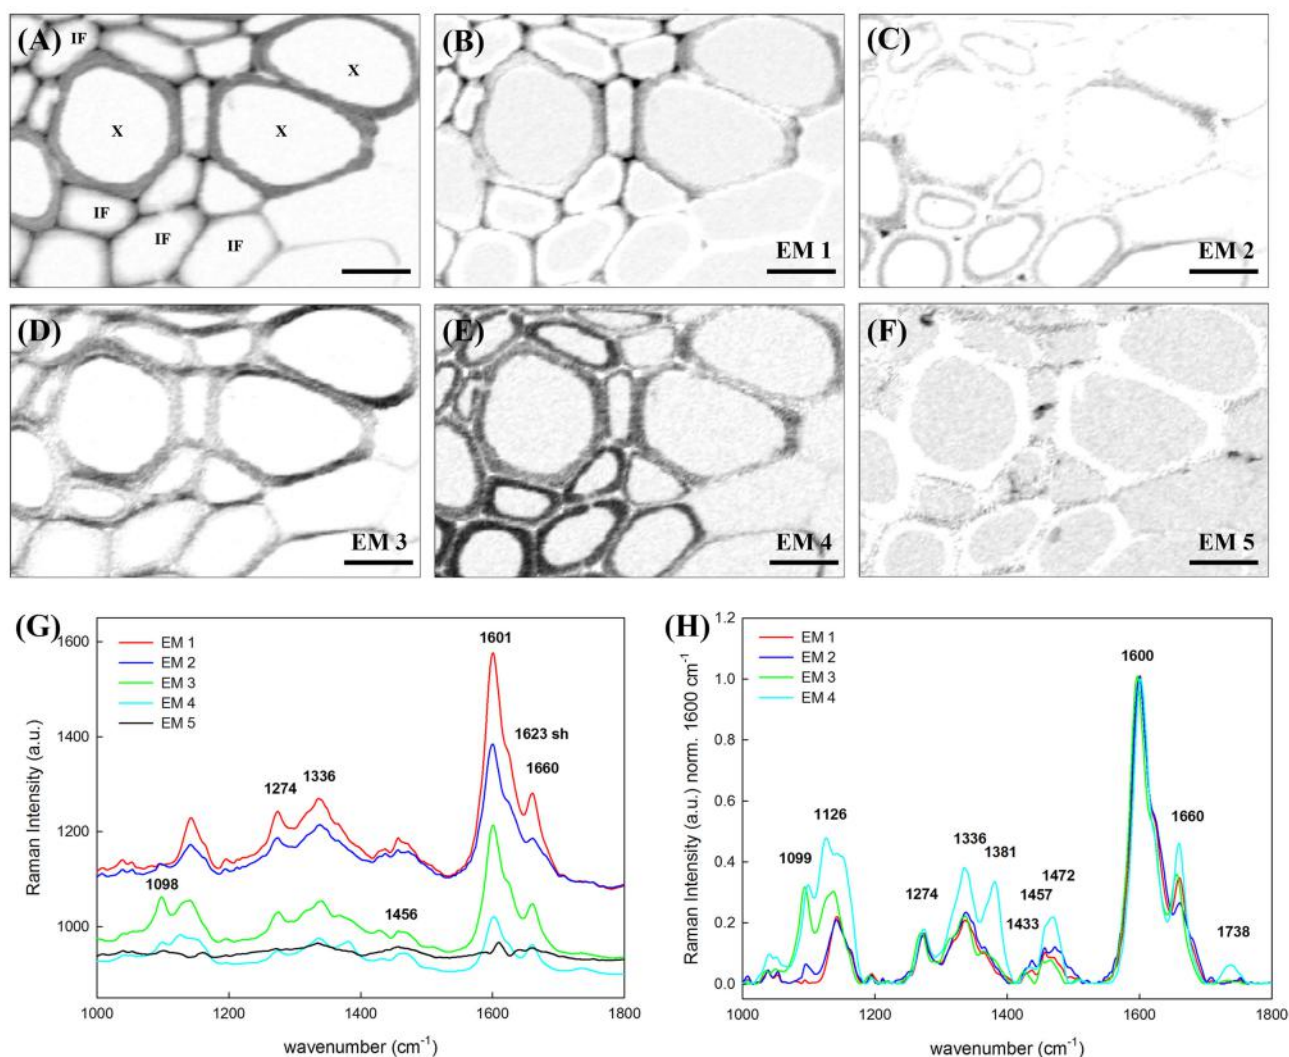 (A)
IF
X
X
X
IF
IF
IF
(B)
EM 1
(C)
EM 2
(D)
EM 3
(E)
EM 4
(F)
EM 5
(G)
EM 1
EM 2
EM 3
EM 4
EM 5
1601
1623 sh
1660
1274
1336
1098
1456
Raman Intensity (a.u.)
1600
1400
1200
1000
1000
1200
1400
1600
1800
wavenumber (cm⁻¹)
(H)
EM 1
EM 2
EM 3
EM 4
1600
1660
1126
1099
1336
1381
1274
1472
1457
1433
1738
Raman Intensity (a.u.) norm. 1600 cm⁻¹
1.2
1.0
0.8
0.6
0.4
0.2
0.0
1000
1200
1400
1600
1800
wavenumber (cm⁻¹)